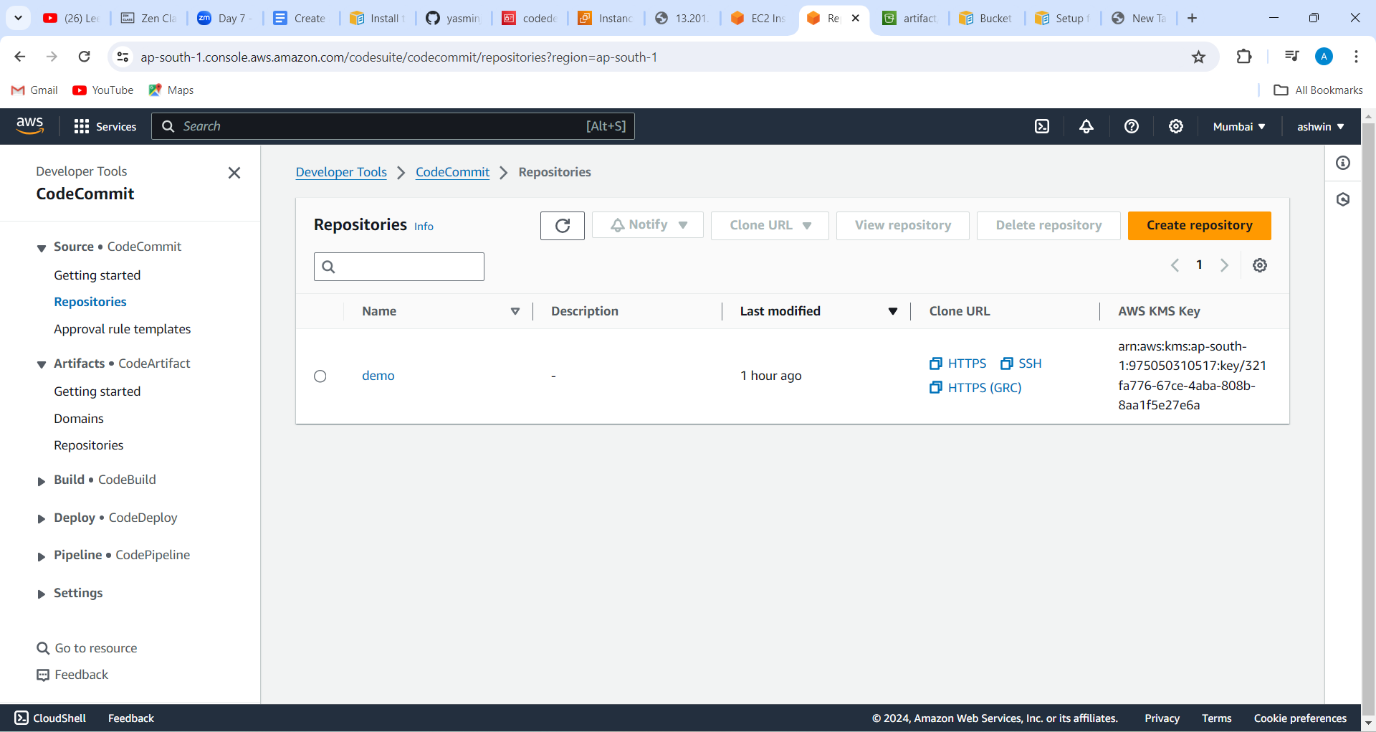 (26) Le
Zen Cla
Day 7 -
Create
Install
yasmin
codede
Instanc
13.201.
EC2 Ins
Re
artifact
Bucket
Setup f
New Ta
ap-south-1.console.aws.amazon.com/codesuite/codecommit/repositories?region=ap-south-1
A
Gmail
YouTube
Maps
All Bookmarks
aws
Services
Search
[Alt+S]
Mumbai
ashwin
Developer Tools
CodeCommit
Source • CodeCommit
Getting started
Repositories
Approval rule templates
Artifacts • CodeArtifact
Getting started
Domains
Repositories
Build • CodeBuild
Deploy • CodeDeploy
Pipeline • CodePipeline
Settings
Go to resource
Feedback
Developer Tools > CodeCommit > Repositories
Repositories Info
Notify
Clone URL
View repository
Delete repository
Create repository
1
Name
Description
Last modified
Clone URL
AWS KMS Key
demo
-
1 hour ago
HTTPS
SSH
HTTPS (GRC)
arn:aws:kms:ap-south-
1:975050310517:key/321
fa776-67ce-4aba-808b-
8aa1f5e27e6a
CloudShell
Feedback
© 2024, Amazon Web Services, Inc. or its affiliates.
Privacy
Terms
Cookie preferences